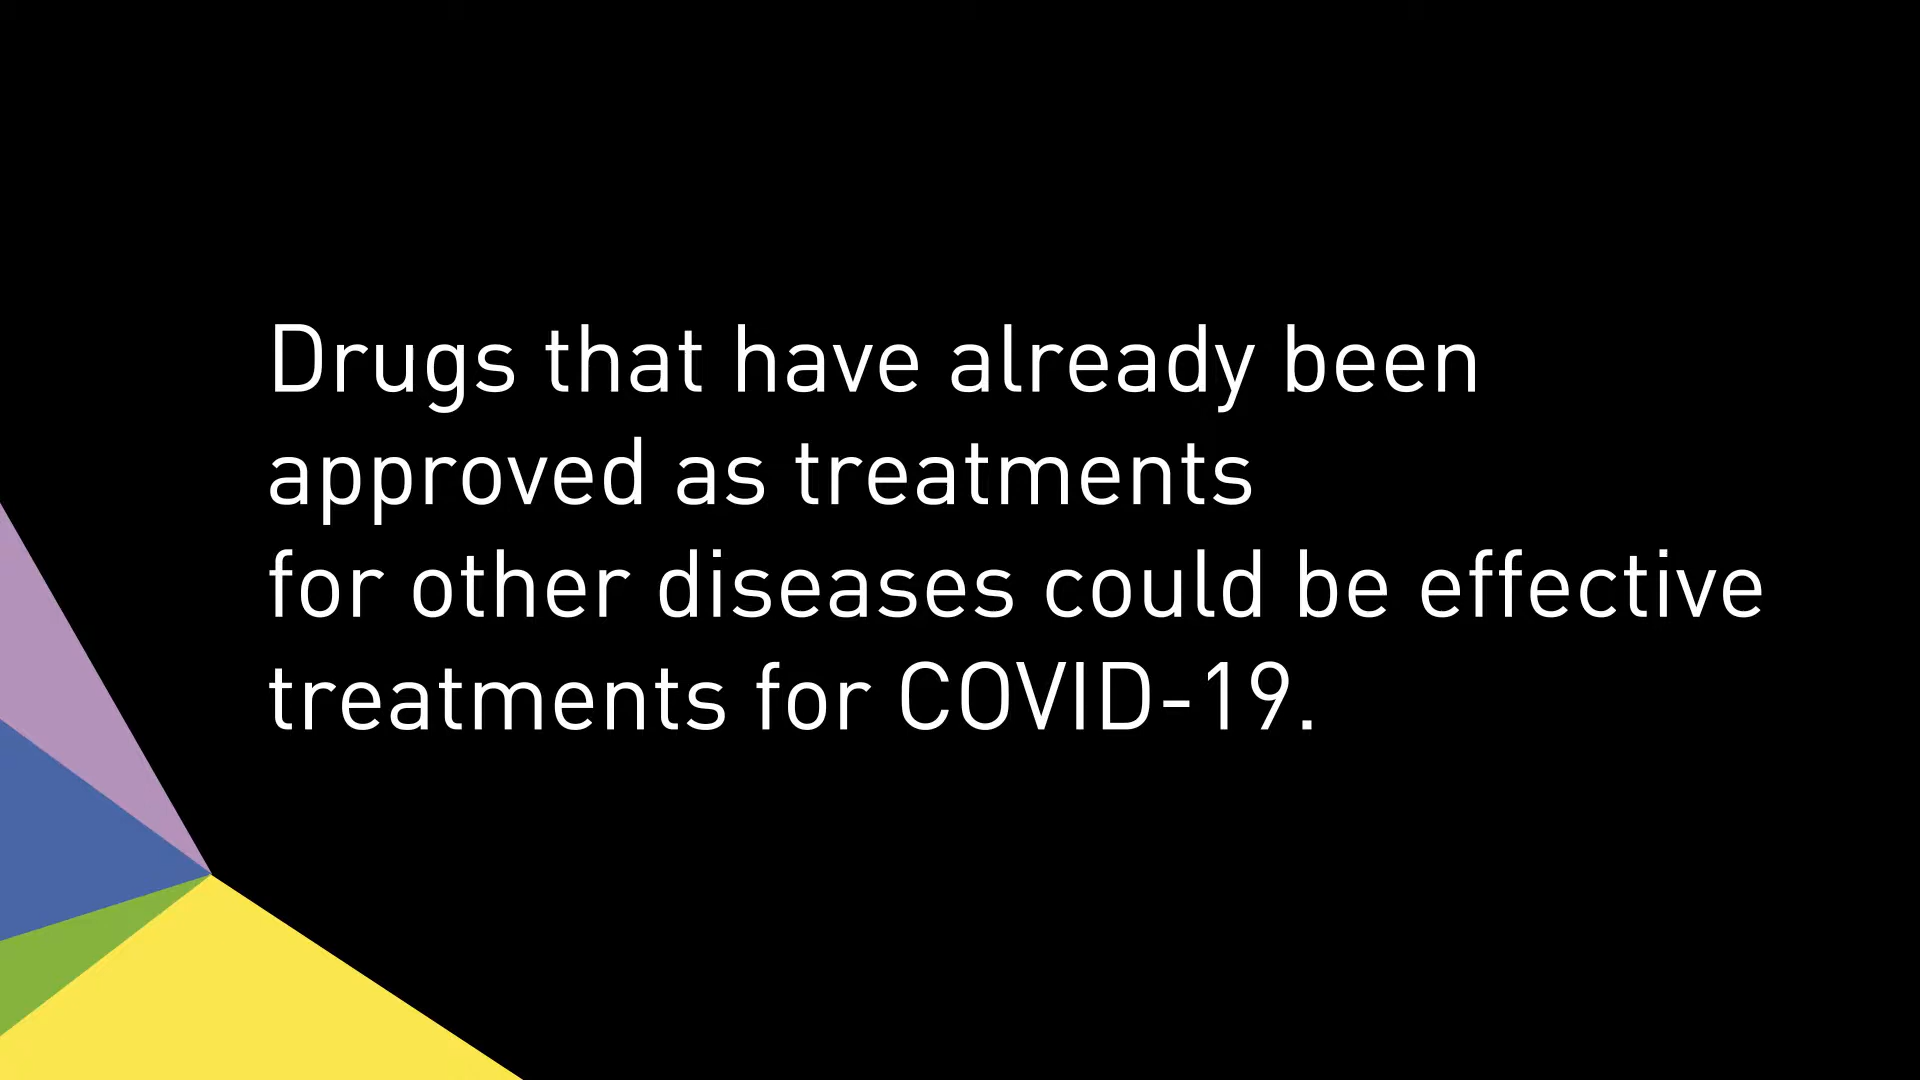 Drugs that have already been
approved as treatments
for other diseases could be effective
treatments for COVID-19.